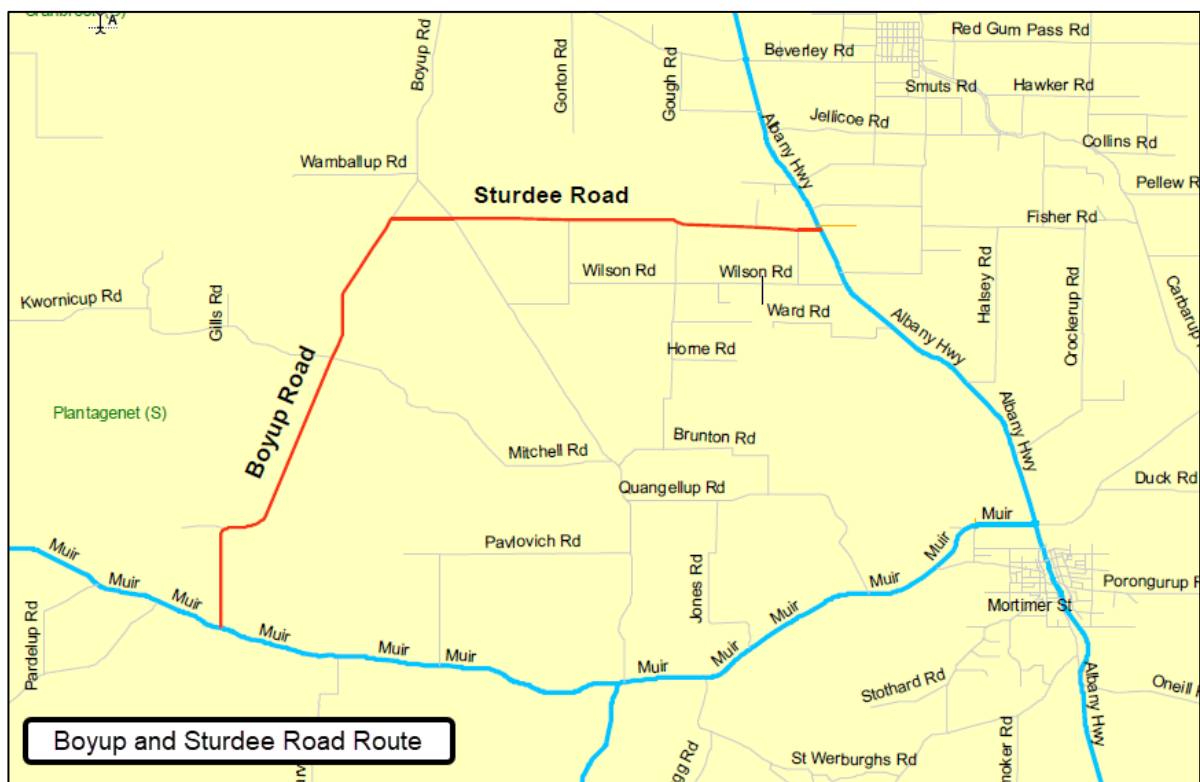 A
Boyup Rd
Gorton Rd
Gough Rd
Beverley Rd
Red Gum Pass Rd
Smuts Rd
Hawker Rd
Albany Hwy
Jellicoe Rd
Collins Rd
Wamballup Rd
Sturdee Road
Pellew R
Fisher Rd
Kwornicup Rd
Gills Rd
Wilson Rd
Wilson Rd
Ward Rd
Halsey Rd
Crockerup Rd
Carbarup
Albany Hwy
Home Rd
Boyup Road
Plantagenet (S)
Albany Hwy
Mitchell Rd
Brunton Rd
Quangellup Rd
Duck Rd
Muir
Pavlovich Rd
Muir
Muir
Muir
Muir
Muir
Jones Rd
Porongurup R
Mortimer St
Pardelup Rd
Muir
Muir
Muir
Muir
Muir
Muir
Stothard Rd
Albany Hwy
Oneill
Boyup and Sturdee Road Route
St Werburghs Rd
gg Rd
noker Rd